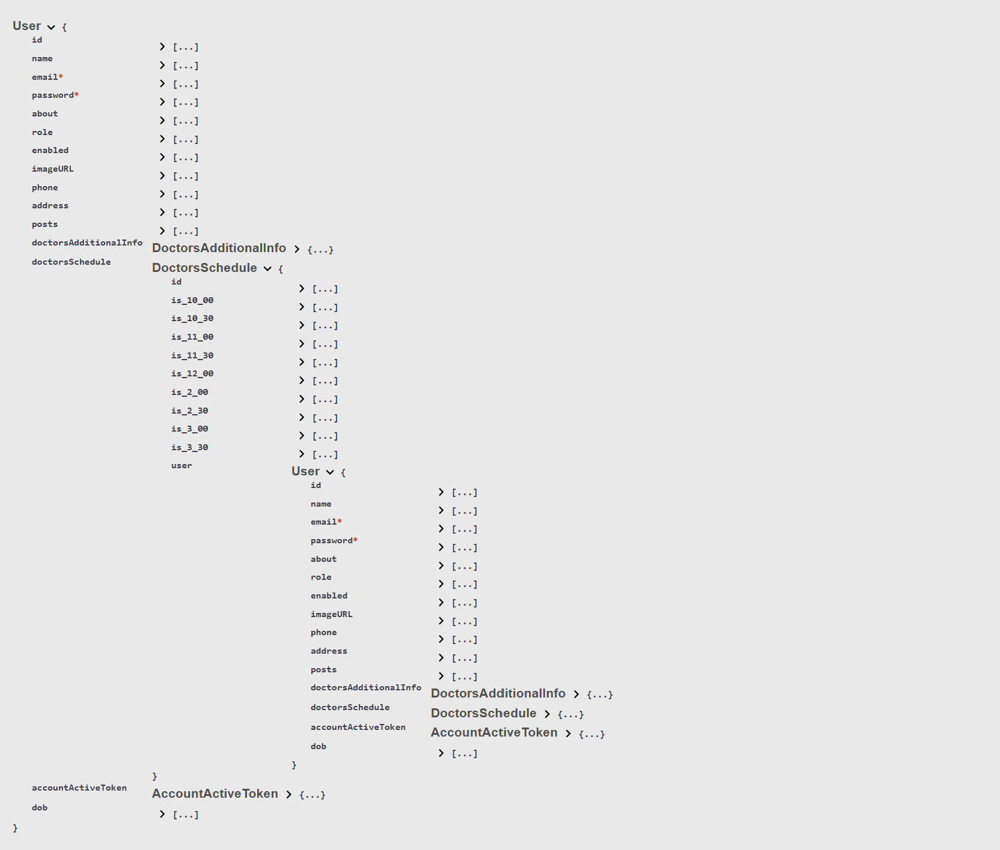 User {
id [...]
name [...]
email* [...]
password* [...]
about [...]
role [...]
enabled [...]
imageURL [...]
phone [...]
address [...]
posts [...]
doctorsAdditionalInfo DoctorsAdditionalInfo {...}
doctorsSchedule DoctorsSchedule {
id [...]
is_10_00 [...]
is_10_30 [...]
is_11_00 [...]
is_11_30 [...]
is_12_00 [...]
is_2_00 [...]
is_2_30 [...]
is_3_00 [...]
is_3_30 [...]
user User {
id [...]
name [...]
email* [...]
password* [...]
about [...]
role [...]
enabled [...]
imageURL [...]
phone [...]
address [...]
posts [...]
doctorsAdditionalInfo DoctorsAdditionalInfo {...}
doctorsSchedule DoctorsSchedule {...}
accountActiveToken AccountActiveToken {...}
dob [...]
}
}
accountActiveToken AccountActiveToken {...}
dob [...]
}